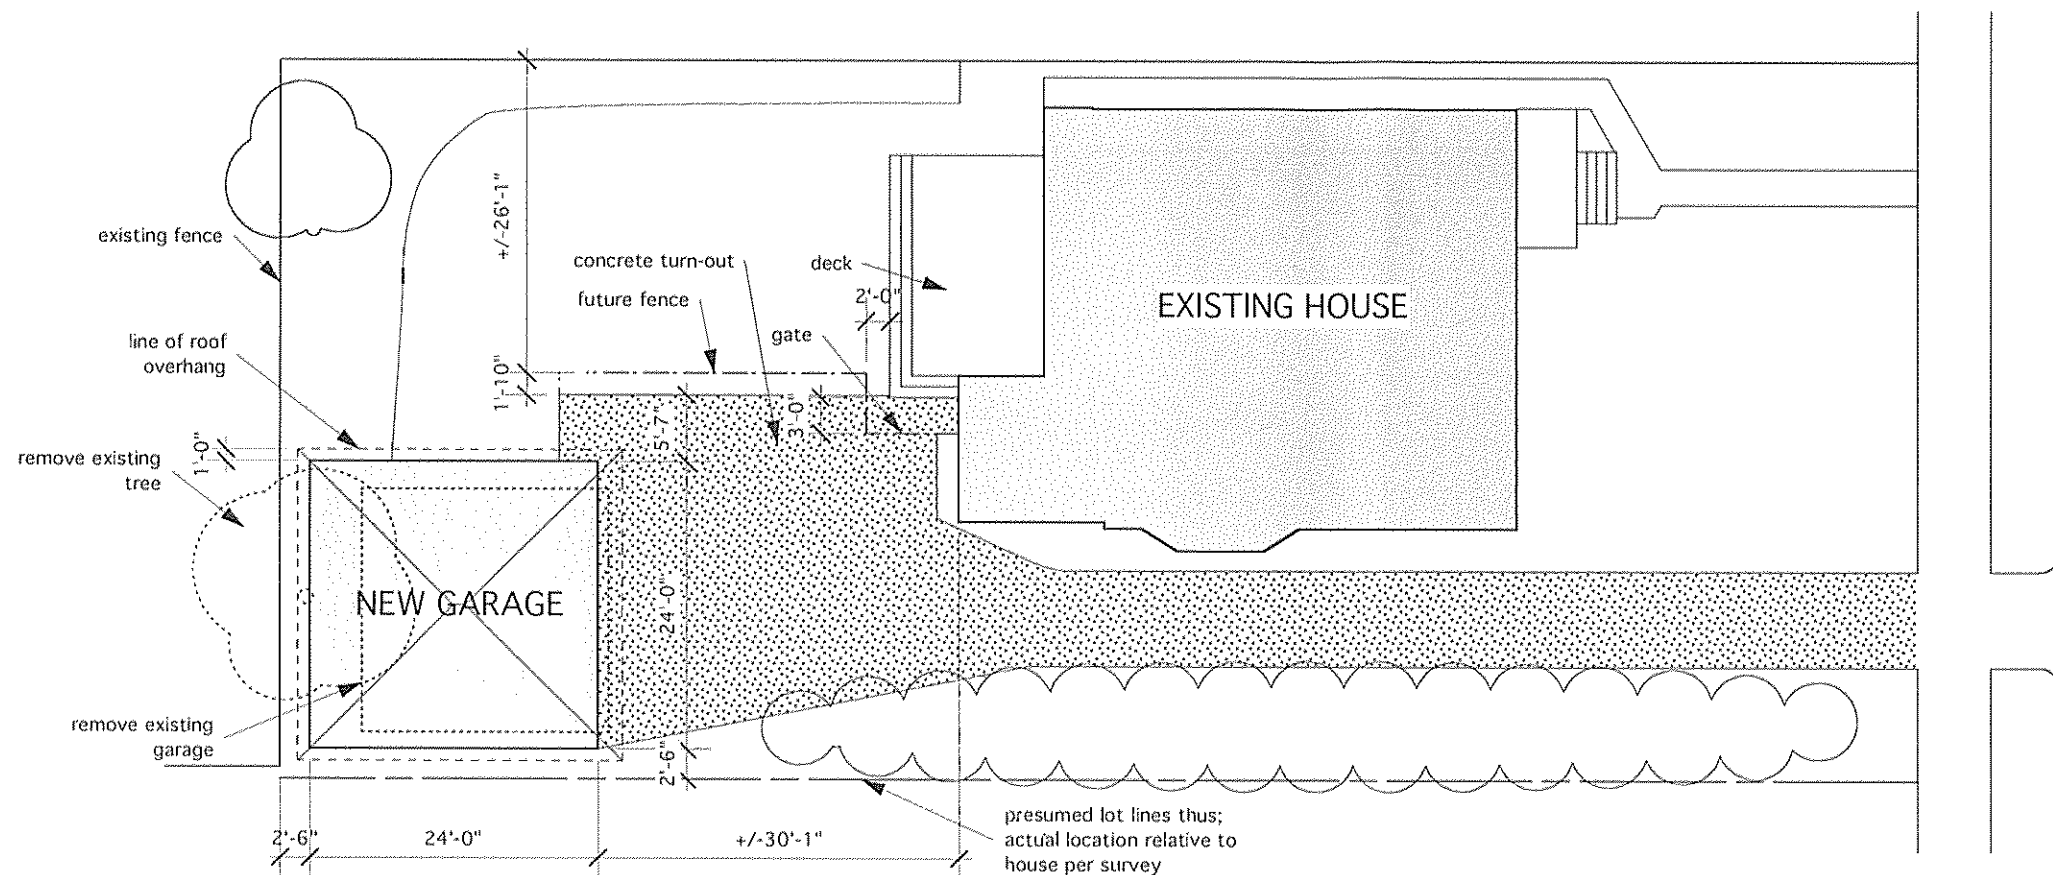 +/-26'-1"
existing fence
concrete turn-out
deck
future fence
2'-0"
EXISTING HOUSE
gate
line of roof
overhang
1'-10"
5'-7"
3'-0"
1'-0"
remove existing
tree
NEW GARAGE
24'-0"
remove existing
garage
2'-6"
presumed lot lines thus;
actual location relative to
house per survey
2'-6"
24'-0"
+/-30'-1"